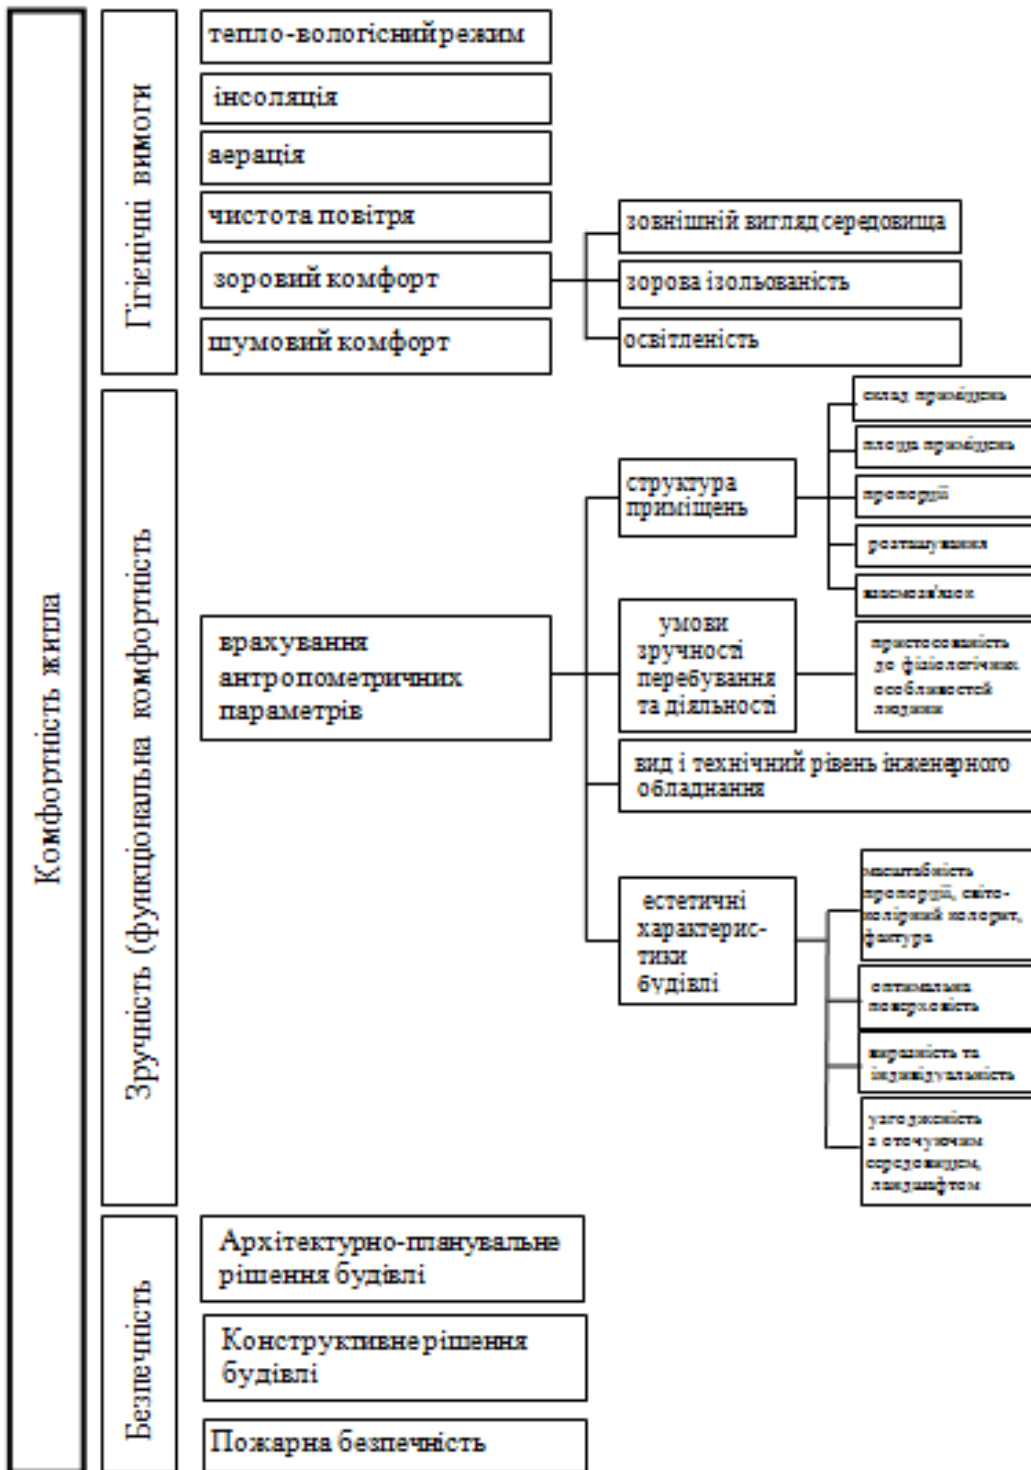 Комфортність житла
Гігієнічні вимоги
тепло-вологісний режим
інсоляція
аерація
чистота повітря
зоровий комфорт
шумовий комфорт
зовнішній вигляд середовища
зорова ізольованість
освітленість
Зручність (функціональна комфортність
врахування
антропометричних
параметрів
структура
приміщень
склад приміщень
площа приміщень
пропорції
розташування
взаємозв'язок
умови
зручності
перебування
та діяльності
пристосованість
до фізіологічних
особливостей
людини
вид і технічний рівень інженерного
обладнання
естетичні
характерис-
тики
будівлі
масштабність
пропорції, світо-
колірний колорит,
фактура
оптимальна
поверховість
виразність та
індивідуальність
узгодженість
з оточуючим
середовищем,
ландшафтом
Безпечність
Архітектурно-планувальне
рішення будівлі
Конструктивне рішення
будівлі
Пожарна безпечність